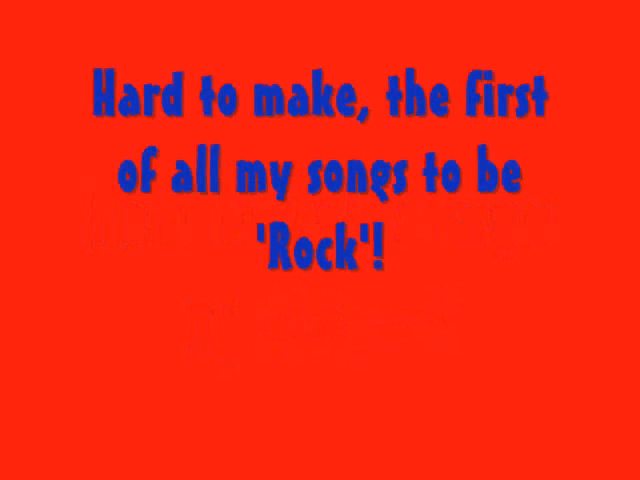 Hard to make, the first
of all my songs to be
'Rock'!